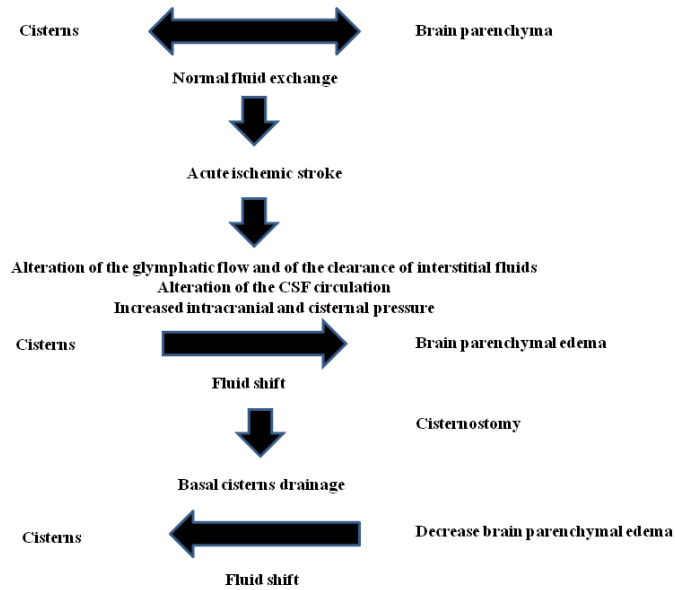 Cisterns
Brain parenchyma
Normal fluid exchange
Acute ischemic stroke
Alteration of the glymphatic flow and of the clearance of interstitial fluids
Alteration of the CSF circulation
Increased intracranial and cisternal pressure
Cisterns
Brain parenchymal edema
Fluid shift
Cisternostomy
Basal cisterns drainage
Cisterns
Decrease brain parenchymal edema
Fluid shift